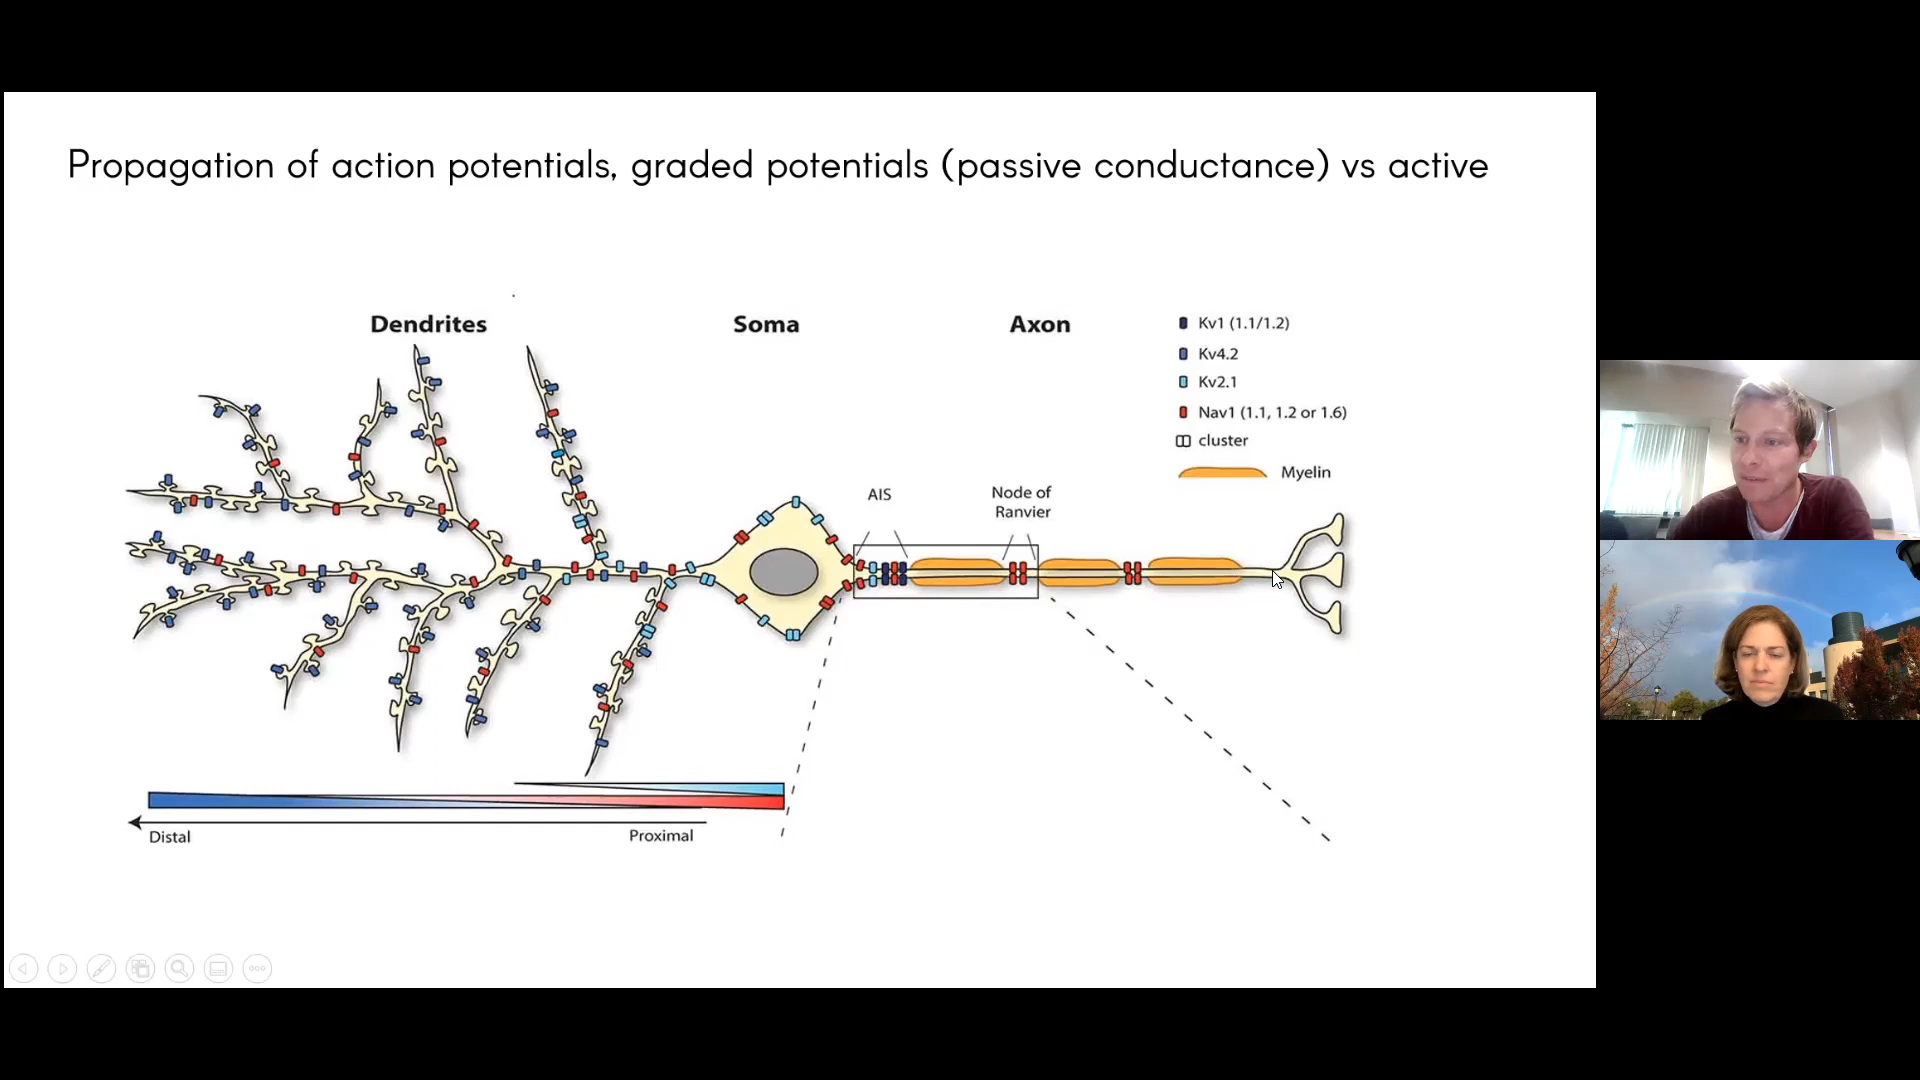 Propagation of action potentials, graded potentials (passive conductance) vs active
Dendrites
Soma
Axon
Kv1 (1.1/1.2)
Kv4.2
Kv2.1
Nav1 (1.1, 1.2 or 1.6)
cluster
Myelin
AIS
Node of
Ranvier
Distal
Proximal